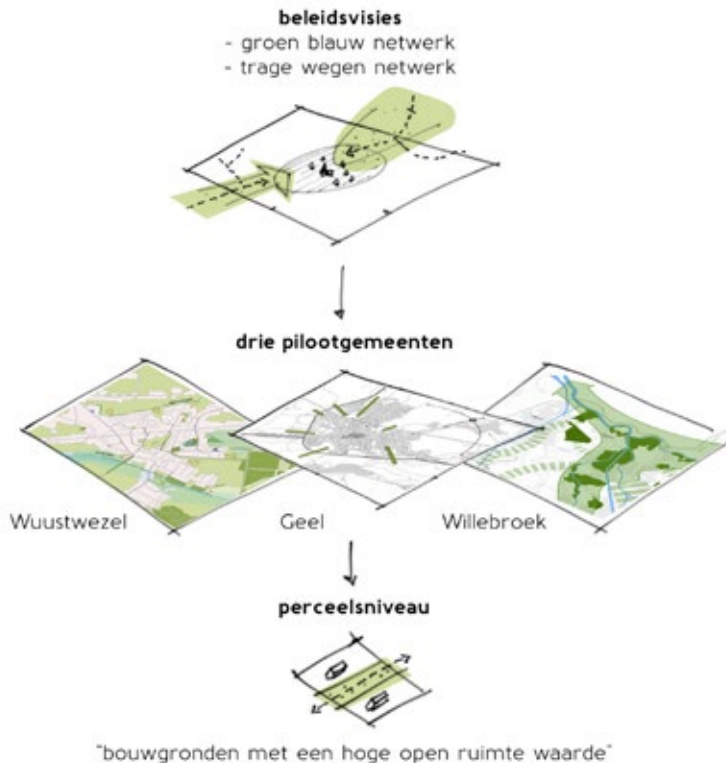 beleidsvisies
- groen blauw netwerk
- trage wegen netwerk
drie pilootgemeenten
Wuustwezel
Geel
Willebroek
perceelsniveau
"bouwgronden met een hoge open ruimte waarde"